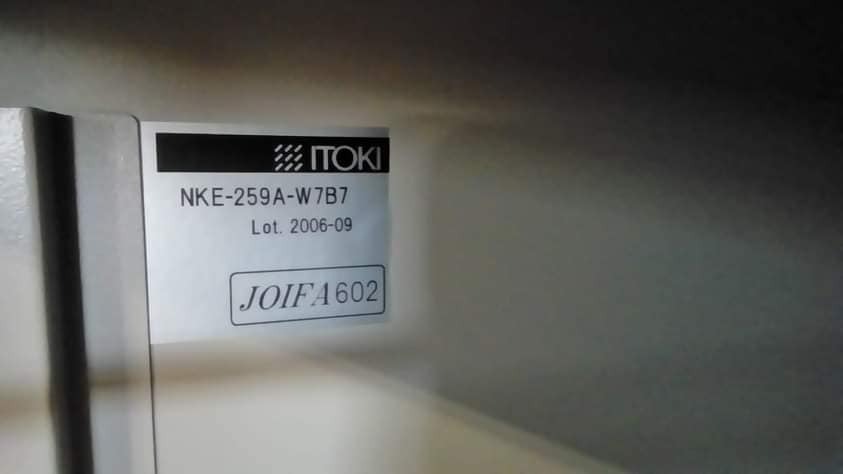 ITOKI
NKE-259A-W7B7
Lot. 2006-09
JOIFA602